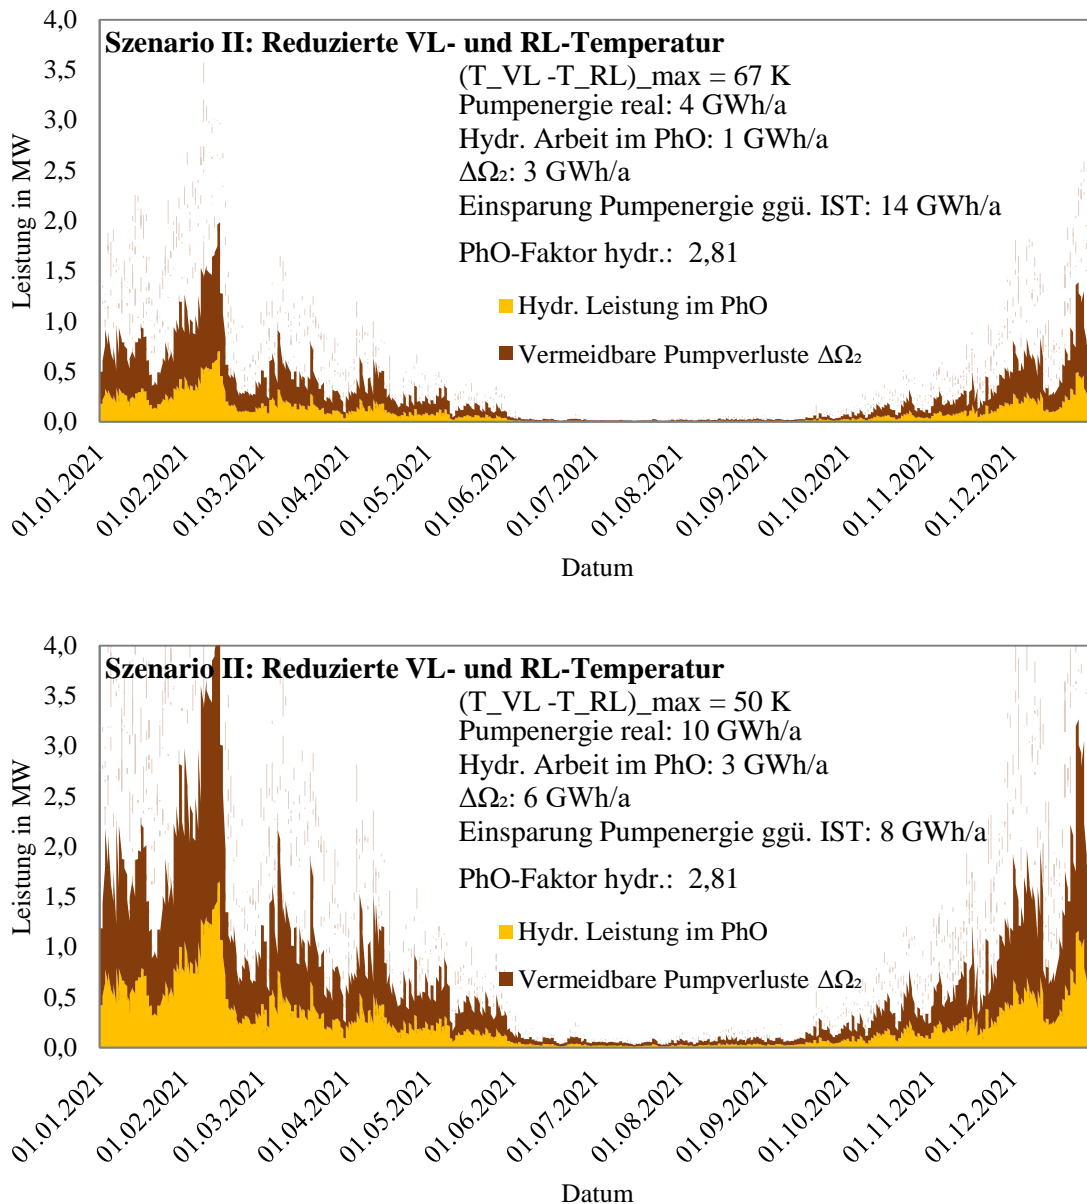 4,0
3,5
3,0
2,5
2,0
1,5
1,0
0,5
0,0
Leistung in MW
Szenario II: Reduzierte VL- und RL-Temperatur
(T_VL -T_RL)_max = 67 K
Pumpenergie real: 4 GWh/a
Hydr. Arbeit im PhO: 1 GWh/a
ΔΩ₂: 3 GWh/a
Einsparung Pumpenergie ggü. IST: 14 GWh/a
PhO-Faktor hydr.: 2,81
Hydr. Leistung im PhO
Vermeidbare Pumpverluste ΔΩ₂
01.01.2021
01.02.2021
01.03.2021
01.04.2021
01.05.2021
01.06.2021
01.07.2021
01.08.2021
01.09.2021
01.10.2021
01.11.2021
01.12.2021
Datum
4,0
3,5
3,0
2,5
2,0
1,5
1,0
0,5
0,0
Leistung in MW
Szenario II: Reduzierte VL- und RL-Temperatur
(T_VL -T_RL)_max = 50 K
Pumpenergie real: 10 GWh/a
Hydr. Arbeit im PhO: 3 GWh/a
ΔΩ₂: 6 GWh/a
Einsparung Pumpenergie ggü. IST: 8 GWh/a
PhO-Faktor hydr.: 2,81
Hydr. Leistung im PhO
Vermeidbare Pumpverluste ΔΩ₂
01.01.2021
01.02.2021
01.03.2021
01.04.2021
01.05.2021
01.06.2021
01.07.2021
01.08.2021
01.09.2021
01.10.2021
01.11.2021
01.12.2021
Datum